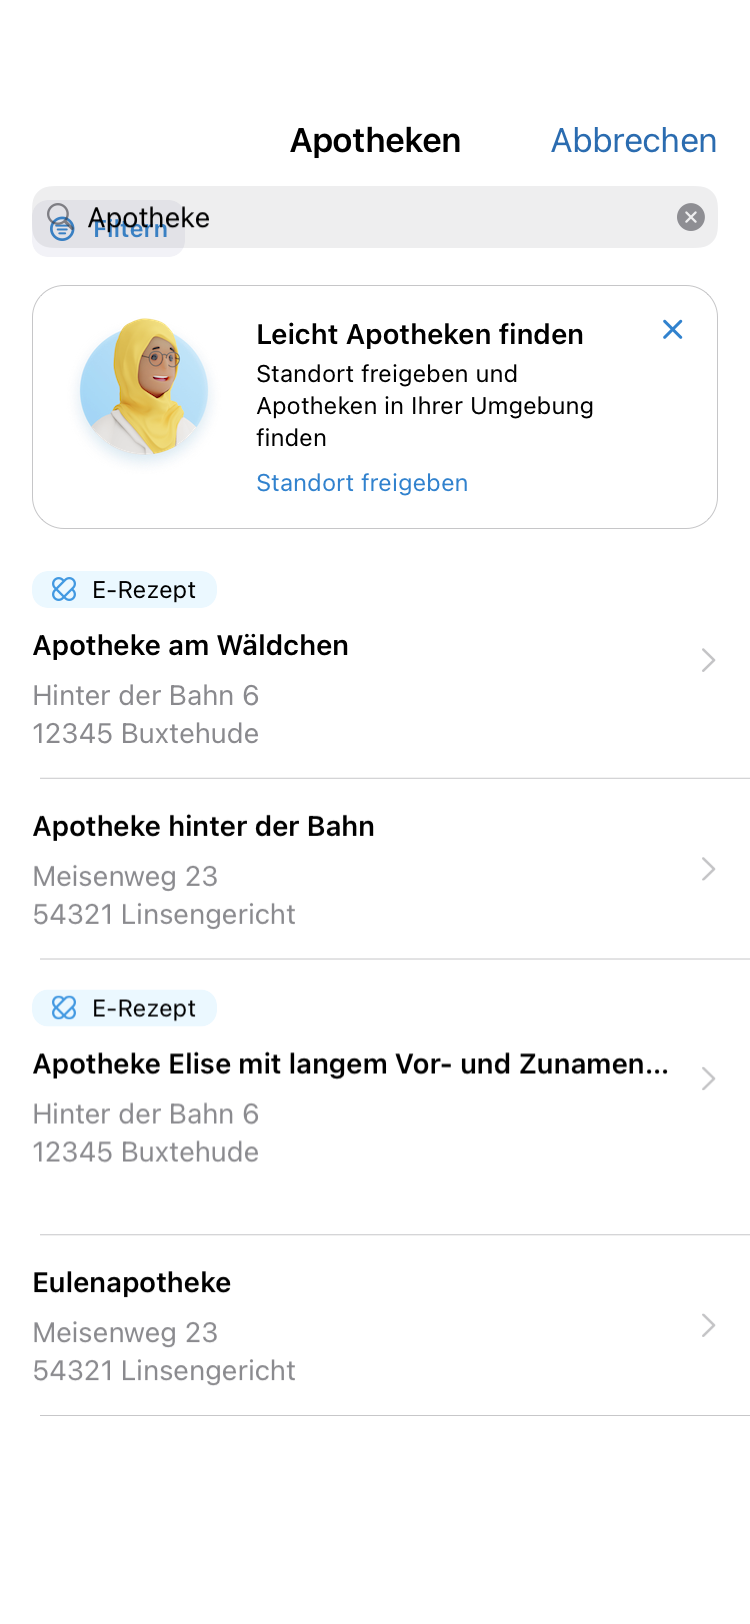 Apotheken
Abbrechen
Apotheke
Filtern
Leicht Apotheken finden
Standort freigeben und
Apotheken in Ihrer Umgebung
finden
Standort freigeben
E-Rezept
Apotheke am Wäldchen
Hinter der Bahn 6
12345 Buxtehude
Apotheke hinter der Bahn
Meisenweg 23
54321 Linsengericht
E-Rezept
Apotheke Elise mit langem Vor- und Zunamen...
Hinter der Bahn 6
12345 Buxtehude
Eulenapotheke
Meisenweg 23
54321 Linsengericht